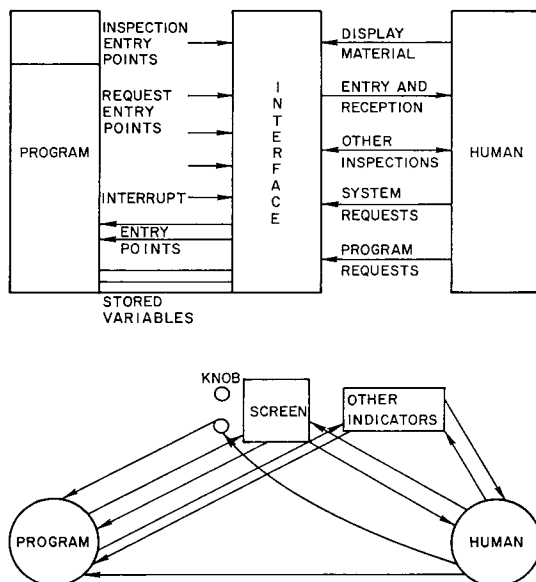 INSPECTION
ENTRY
POINTS
REQUEST
ENTRY
POINTS
PROGRAM
INTERRUPT
ENTRY
POINTS
STORED
VARIABLES
INTERFACE
DISPLAY
MATERIAL
ENTRY AND
RECEPTION
OTHER
INSPECTIONS
SYSTEM
REQUESTS
PROGRAM
REQUESTS
HUMAN
KNOB
SCREEN
OTHER
INDICATORS
PROGRAM
HUMAN